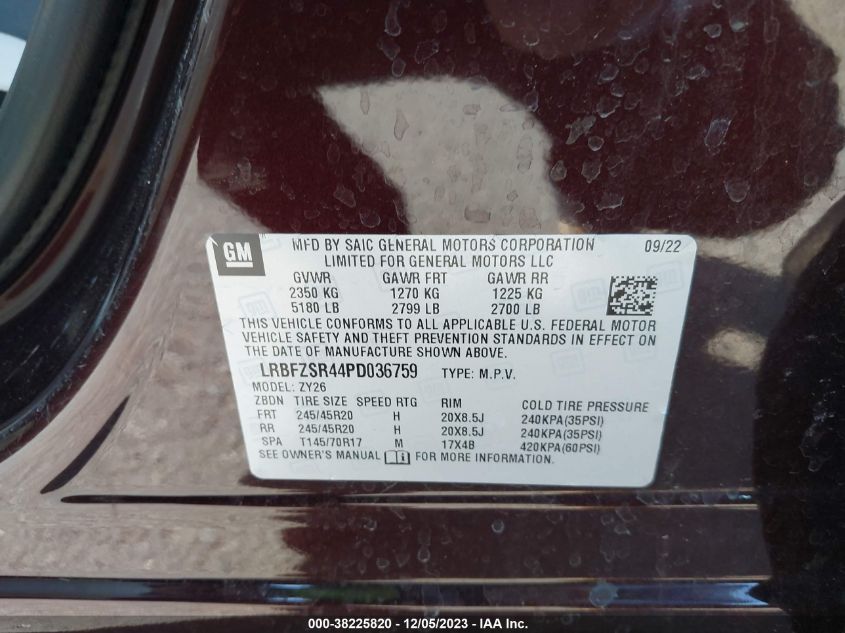 GM MFD BY SAIC GENERAL MOTORS CORPORATION 09/22
LIMITED FOR GENERAL MOTORS LLC
GVWR GAWR FRT GAWR RR
2350 KG 1270 KG 1225 KG
5180 LB 2799 LB 2700 LB
THIS VEHICLE CONFORMS TO ALL APPLICABLE U.S. FEDERAL MOTOR
VEHICLE SAFETY AND THEFT PREVENTION STANDARDS IN EFFECT ON
THE DATE OF MANUFACTURE SHOWN ABOVE.
LRBFZSR44PD036759 TYPE: M.P.V.
MODEL: ZY26
ZBDN TIRE SIZE SPEED RTG RIM COLD TIRE PRESSURE
FRT 245/45R20 H 20X8.5J 240KPA(35PSI)
RR 245/45R20 H 20X8.5J 240KPA(35PSI)
SPA T145/70R17 M 17X4B 420KPA(60PSI)
SEE OWNER'S MANUAL FOR MORE INFORMATION.
000-38225820 - 12/05/2023 - IAA Inc.